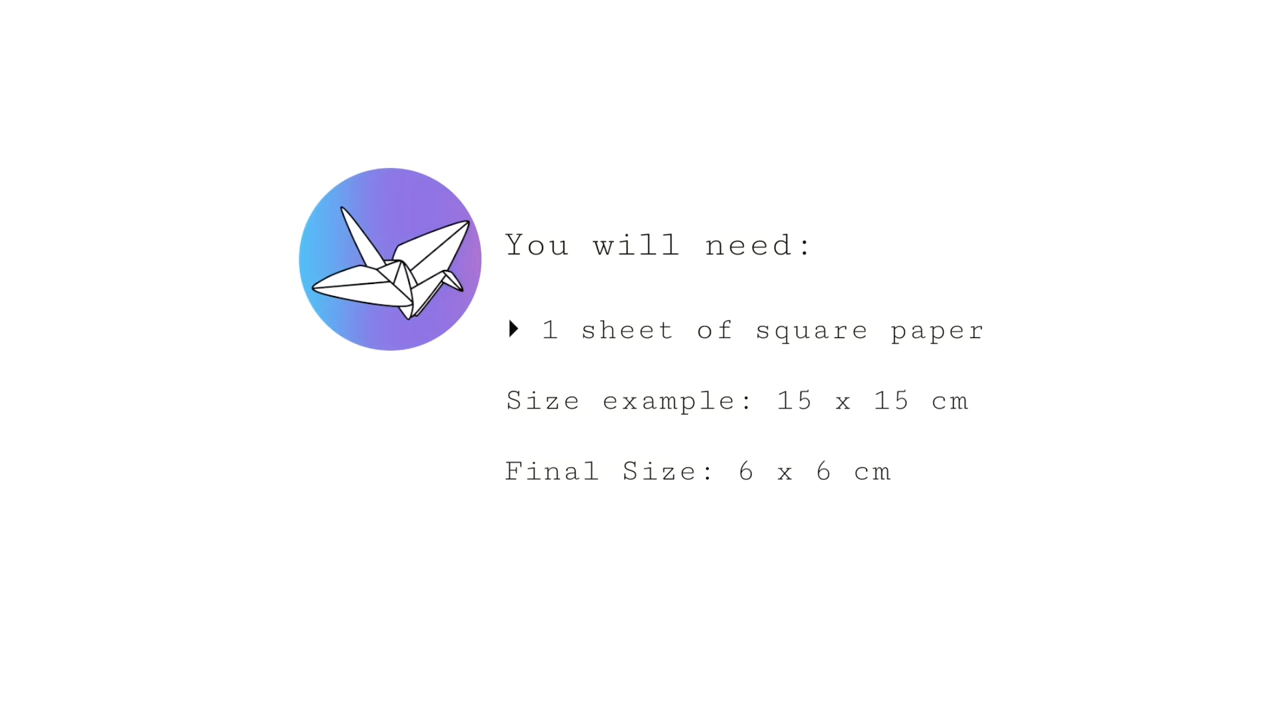 You will need:
1 sheet of square paper
Size example: 15 x 15 cm
Final Size: 6 x 6 cm